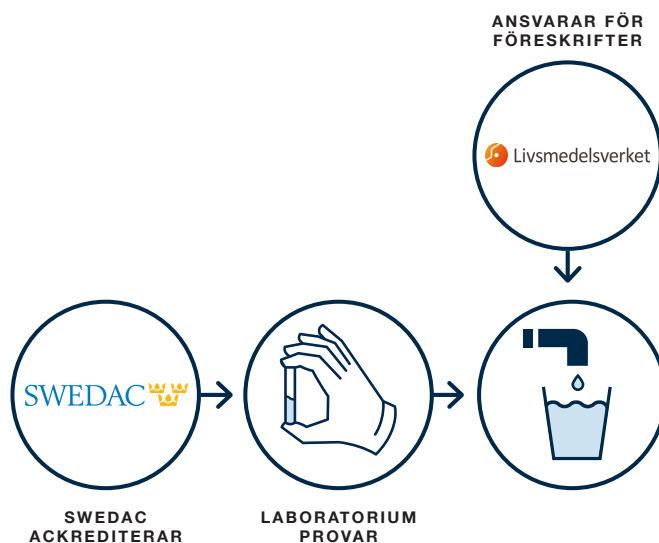 ANSVARAR FÖR
FÖRESKRIFTER
Livsmedelsverket
SWEDAC
SWEDAC
ACKREDITERAR
LABORATORIUM
PROVAR